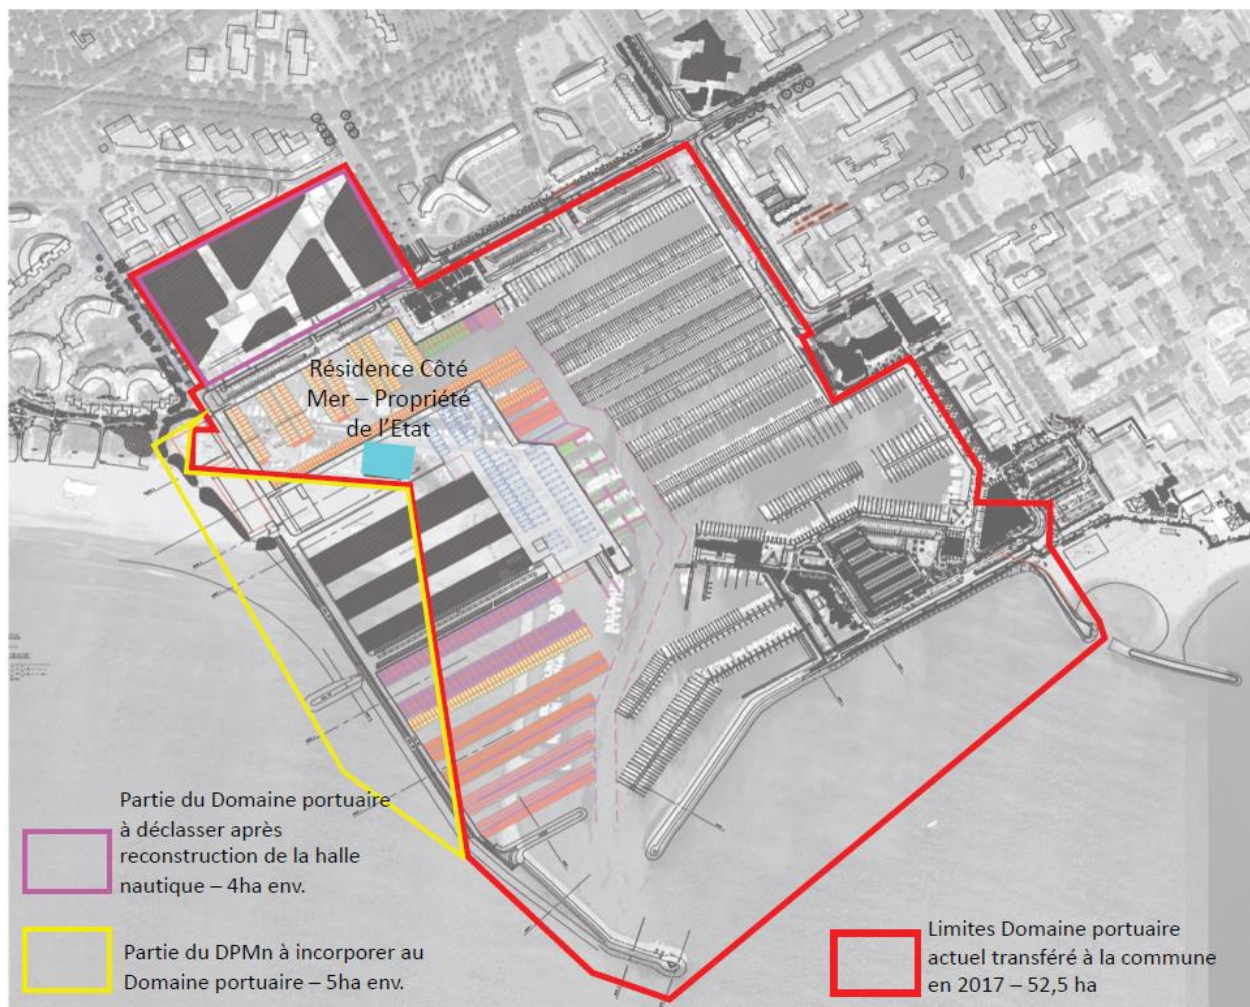 Résidence Côté
Mer – Propriété
de l'Etat
Partie du Domaine portuaire
à déclasser après
reconstruction de la halle
nautique – 4ha env.
Partie du DPMn à incorporer au
Domaine portuaire – 5ha env.
Limites Domaine portuaire
actuel transféré à la commune
en 2017 – 52,5 ha